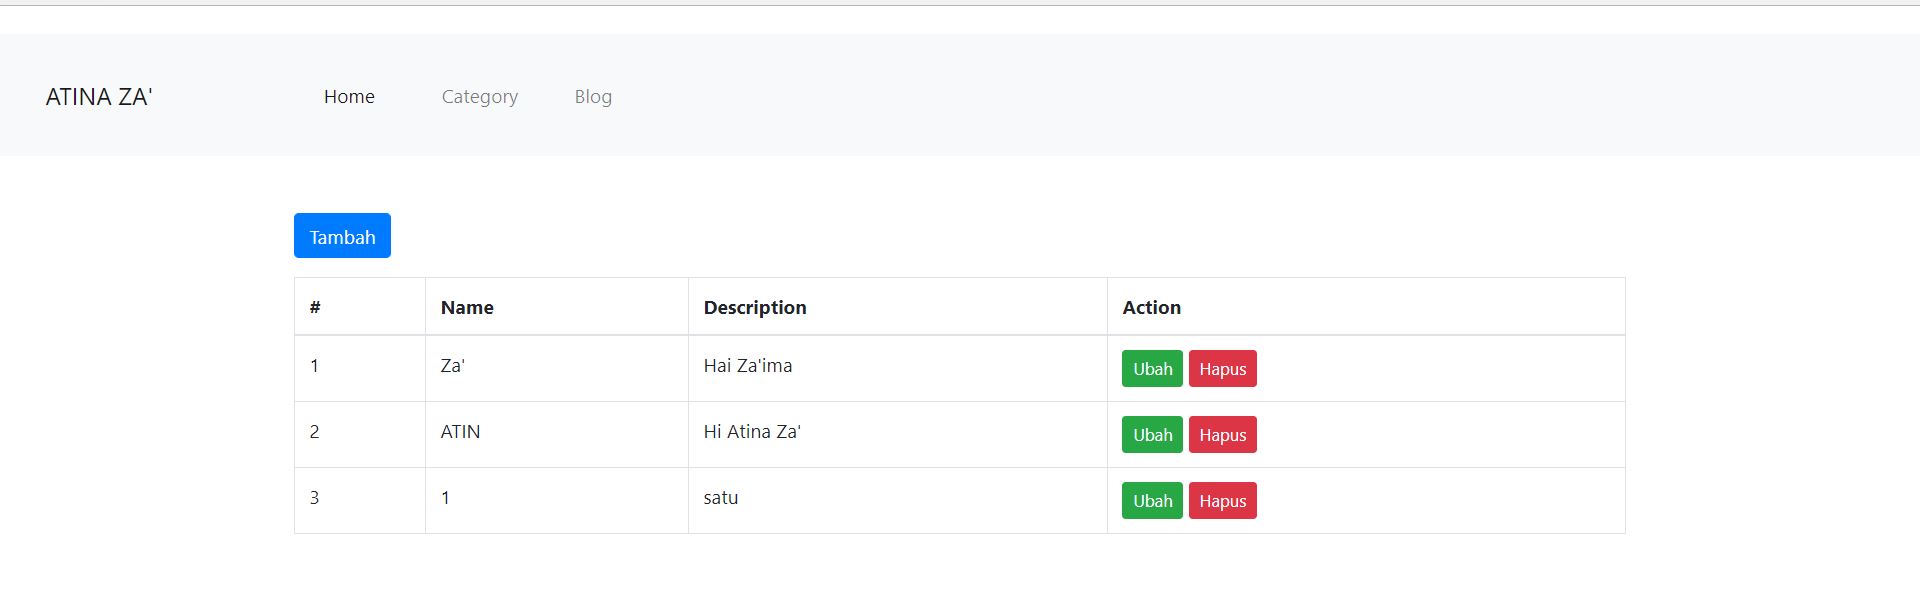 ATINA ZA' Home Category Blog
Tambah
# Name Description Action
1 Za' Hai Za'ima Ubah Hapus
2 ATIN Hi Atina Za' Ubah Hapus
3 1 satu Ubah Hapus